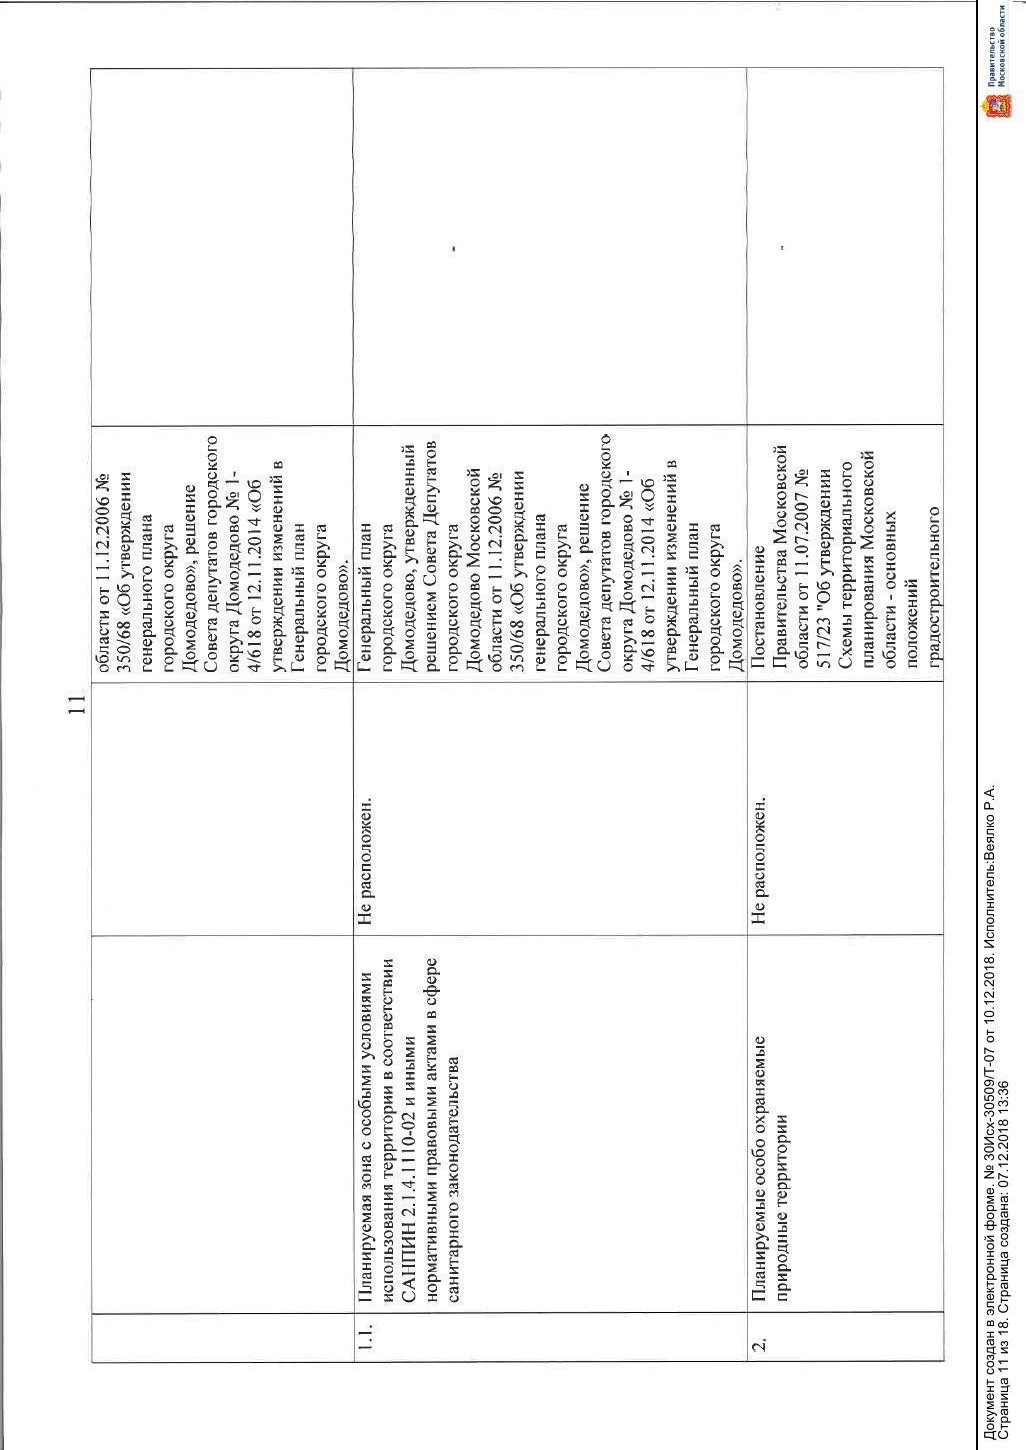 11
области от 11.12.2006 №
350/68 «Об утверждении
генерального плана
городского округа
Домодедово», решение
Совета депутатов городского
округа Домодедово № 1-
4/618 от 12.11.2014 «Об
утверждении изменений в
Генеральный план
городского округа
Домодедово».
1.1.
Планируемая зона с особыми условиями
использования территории в соответствии
САНПИН 2.1.4.1110-02 и иными
нормативными правовыми актами в сфере
санитарного законодательства
Не расположен.
Генеральный план
городского округа
Домодедово, утвержденный
решением Совета Депутатов
городского округа
Домодедово Московской
области от 11.12.2006 №
350/68 «Об утверждении
генерального плана
городского округа
Домодедово», решение
Совета депутатов городского
округа Домодедово № 1-
4/618 от 12.11.2014 «Об
утверждении изменений в
Генеральный план
городского округа
Домодедово».
-
2.
Планируемые особо охраняемые
природные территории
Не расположен.
Постановление
Правительства Московской
области от 11.07.2007 №
517/23 "Об утверждении
Схемы территориального
планирования Московской
области - основных
положений
градостроительного
-
Документ создан в электронной форме. № 30Исх-30509/Т-07 от 10.12.2018. Исполнитель:Веялко Р.А.
Страница 11 из 18. Страница создана: 07.12.2018 13:36
Правительство
Московской области